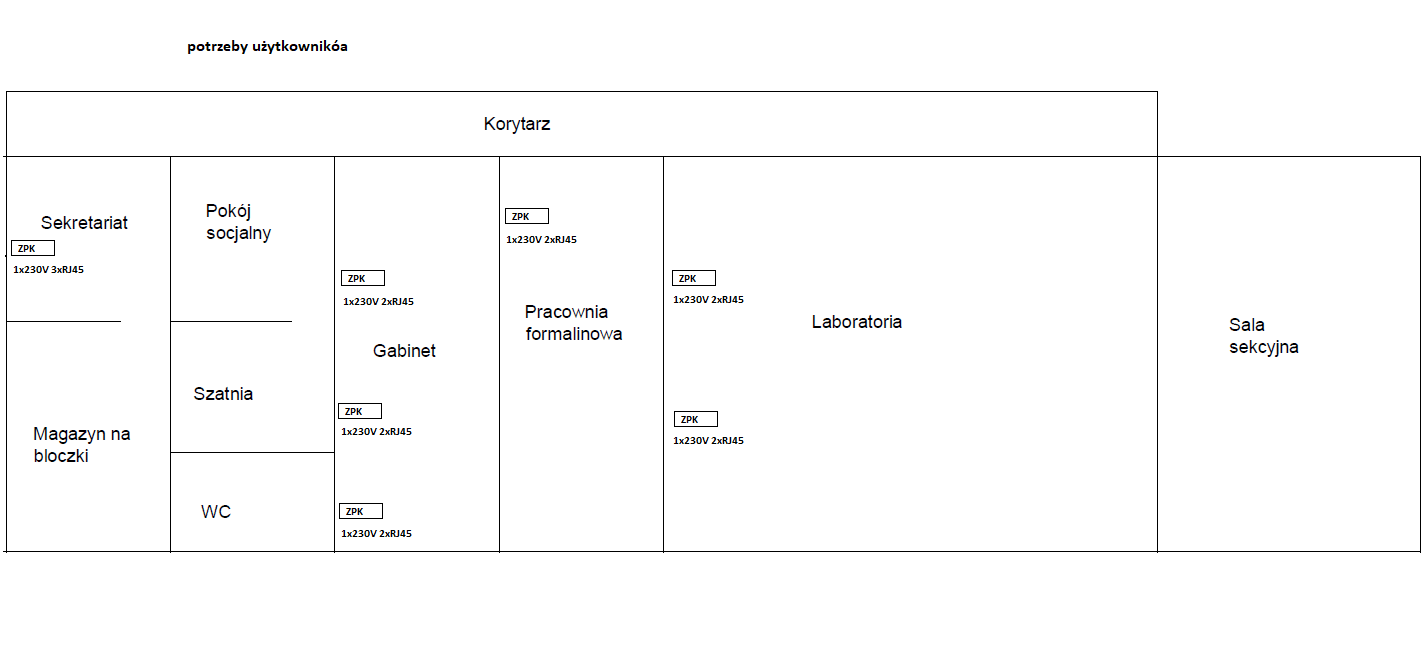 potrzeby użytkownikóa
Korytarz
Sekretariat
ZPK
1x230V 3xRJ45
Magazyn na
bloczki
Pokój
socjalny
Szatnia
WC
ZPK
1x230V 2xRJ45
Gabinet
ZPK
1x230V 2xRJ45
ZPK
1x230V 2xRJ45
ZPK
1x230V 2xRJ45
Pracownia
formalinowa
ZPK
1x230V 2xRJ45
Laboratoria
ZPK
1x230V 2xRJ45
Sala
sekcyjna